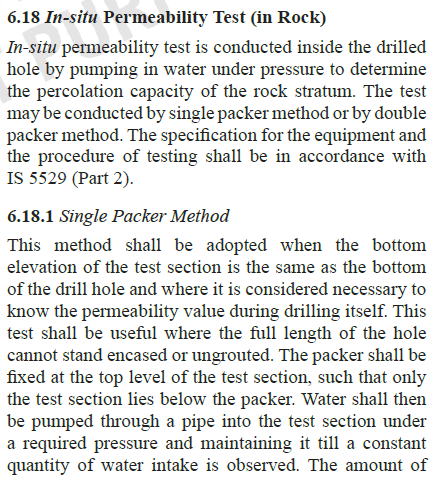 6.18 In-situ Permeability Test (in Rock)
In-situ permeability test is conducted inside the drilled
hole by pumping in water under pressure to determine
the percolation capacity of the rock stratum. The test
may be conducted by single packer method or by double
packer method. The specification for the equipment and
the procedure of testing shall be in accordance with
IS 5529 (Part 2).
6.18.1 Single Packer Method
This method shall be adopted when the bottom
elevation of the test section is the same as the bottom
of the drill hole and where it is considered necessary to
know the permeability value during drilling itself. This
test shall be useful where the full length of the hole
cannot stand encased or ungrouted. The packer shall be
fixed at the top level of the test section, such that only
the test section lies below the packer. Water shall then
be pumped through a pipe into the test section under
a required pressure and maintaining it till a constant
quantity of water intake is observed. The amount of